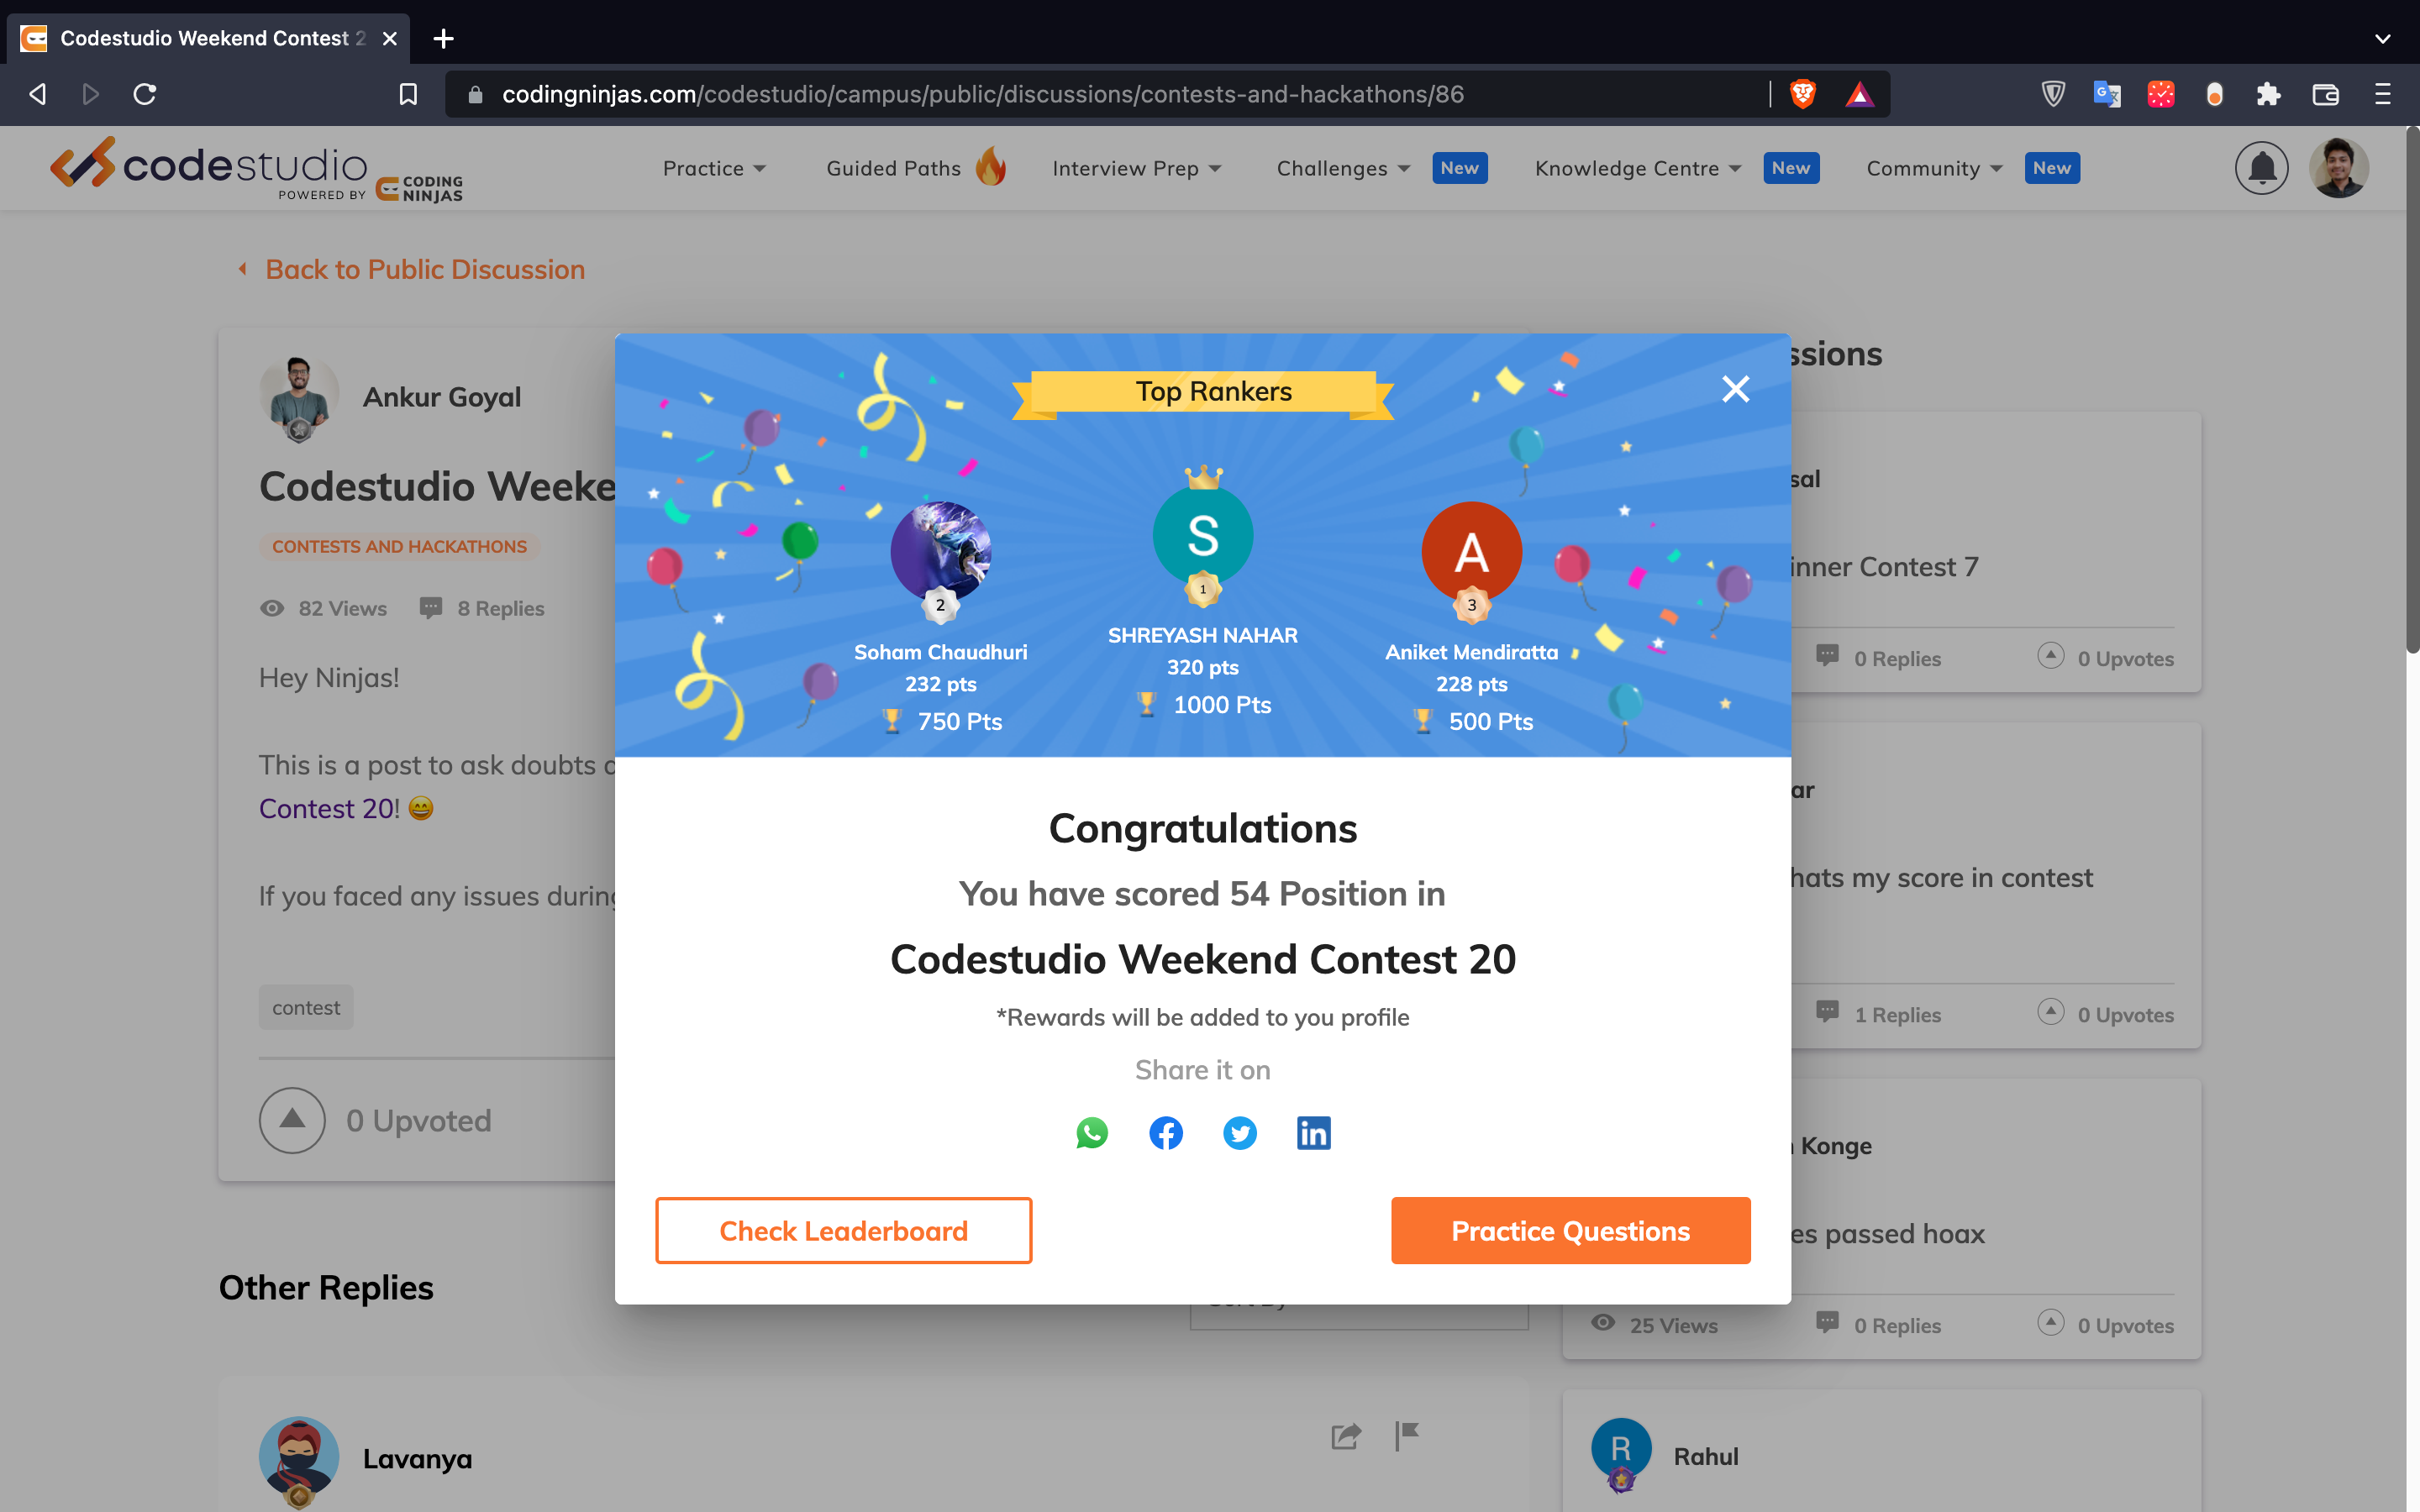 Codestudio Weekend Contest 2
codingninjas.com/codestudio/campus/public/discussions/contests-and-hackathons/86
codestudio
POWERED BY
CODING
NINJAS
Practice
Guided Paths
Interview Prep
Challenges
New
Knowledge Centre
New
Community
New
Back to Public Discussion
Ankur Goyal
Codestudio Weeke
CONTESTS AND HACKATHONS
82 Views
8 Replies
Hey Ninjas!
This is a post to ask doubts o
Contest 20! 😄
If you faced any issues during
contest
0 Upvoted
Other Replies
Lavanya
Top Rankers
2
Soham Chaudhuri
232 pts
750 Pts
S
1
SHREYASH NAHAR
320 pts
1000 Pts
A
3
Aniket Mendiratta
228 pts
500 Pts
Congratulations
You have scored 54 Position in
Codestudio Weekend Contest 20
*Rewards will be added to you profile
Share it on
Check Leaderboard
Practice Questions
ssions
sal
inner Contest 7
0 Replies
0 Upvotes
ar
hats my score in contest
1 Replies
0 Upvotes
Konge
es passed hoax
25 Views
0 Replies
0 Upvotes
R
Rahul